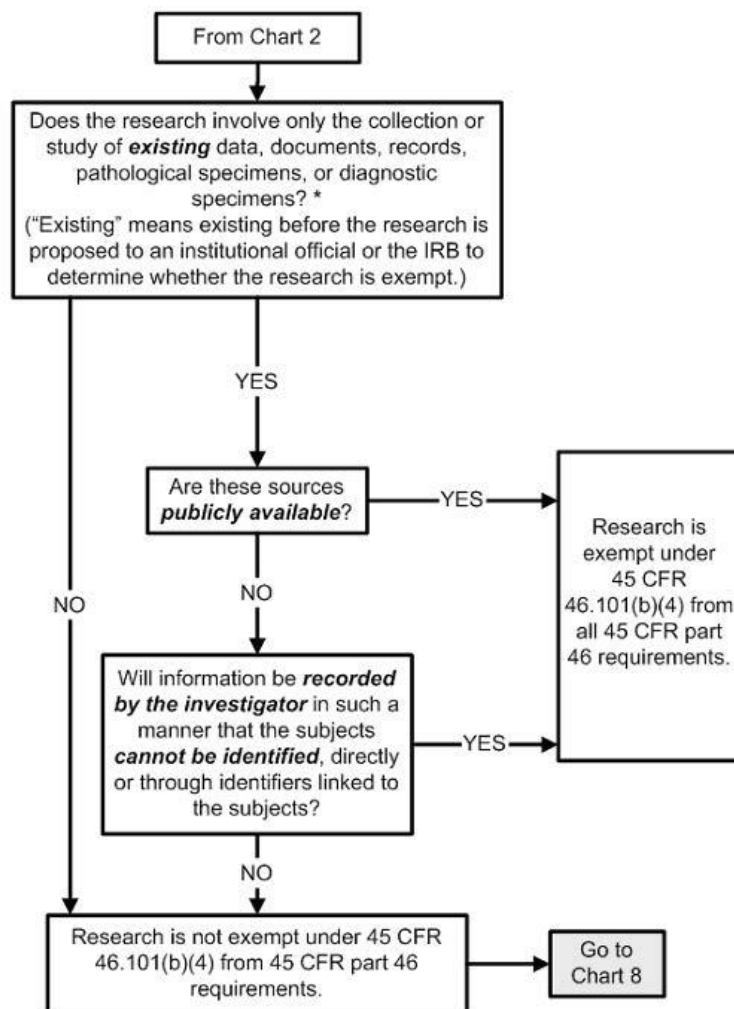 From Chart 2
Does the research involve only the collection or
study of existing data, documents, records,
pathological specimens, or diagnostic
specimens? *
("Existing" means existing before the research is
proposed to an institutional official or the IRB to
determine whether the research is exempt.)
YES
Are these sources
publicly available?
YES
Research is
exempt under
45 CFR
46.101(b)(4) from
all 45 CFR part
46 requirements.
NO
NO
Will information be recorded
by the investigator in such a
manner that the subjects
cannot be identified, directly
or through identifiers linked to
the subjects?
YES
NO
Research is not exempt under 45 CFR
46.101(b)(4) from 45 CFR part 46
requirements.
Go to
Chart 8